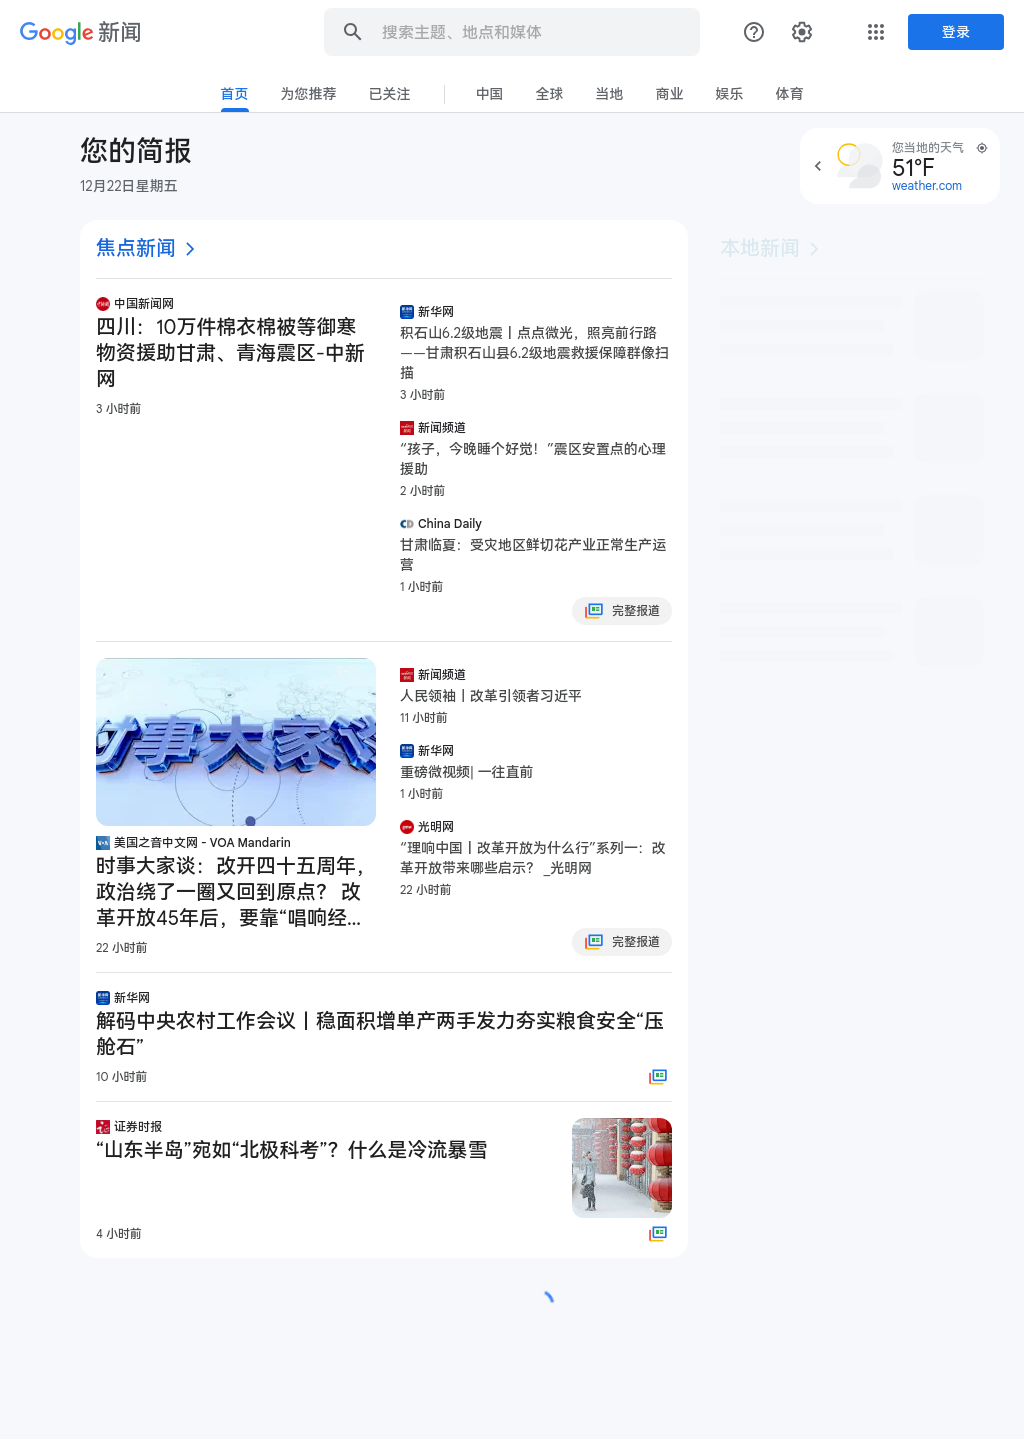 Google 新闻
搜索主题、地点和媒体
登录
首页
为您推荐
已关注
中国
全球
当地
商业
娱乐
体育
您的简报
12月22日星期五
您当地的天气
51°F
weather.com
焦点新闻
本地新闻
中国新闻网
四川：10万件棉衣棉被等御寒
物资援助甘肃、青海震区-中新
网
3 小时前
新华网
积石山6.2级地震丨点点微光，照亮前行路
——甘肃积石山县6.2级地震救援保障群像扫
描
3 小时前
新闻频道
“孩子，今晚睡个好觉！”震区安置点的心理
援助
2 小时前
China Daily
甘肃临夏：受灾地区鲜切花产业正常生产运
营
1 小时前
完整报道
时事大家谈
美国之音中文网 - VOA Mandarin
时事大家谈：改开四十五周年，
政治绕了一圈又回到原点？ 改
革开放45年后，要靠“唱响经...
22 小时前
新闻频道
人民领袖丨改革引领者习近平
11 小时前
新华网
重磅微视频| 一往直前
1 小时前
光明网
“理响中国丨改革开放为什么行”系列一：改
革开放带来哪些启示？ _光明网
22 小时前
完整报道
新华网
解码中央农村工作会议丨稳面积增单产两手发力夯实粮食安全“压
舱石”
10 小时前
证券时报
“山东半岛”宛如“北极科考”？什么是冷流暴雪
4 小时前